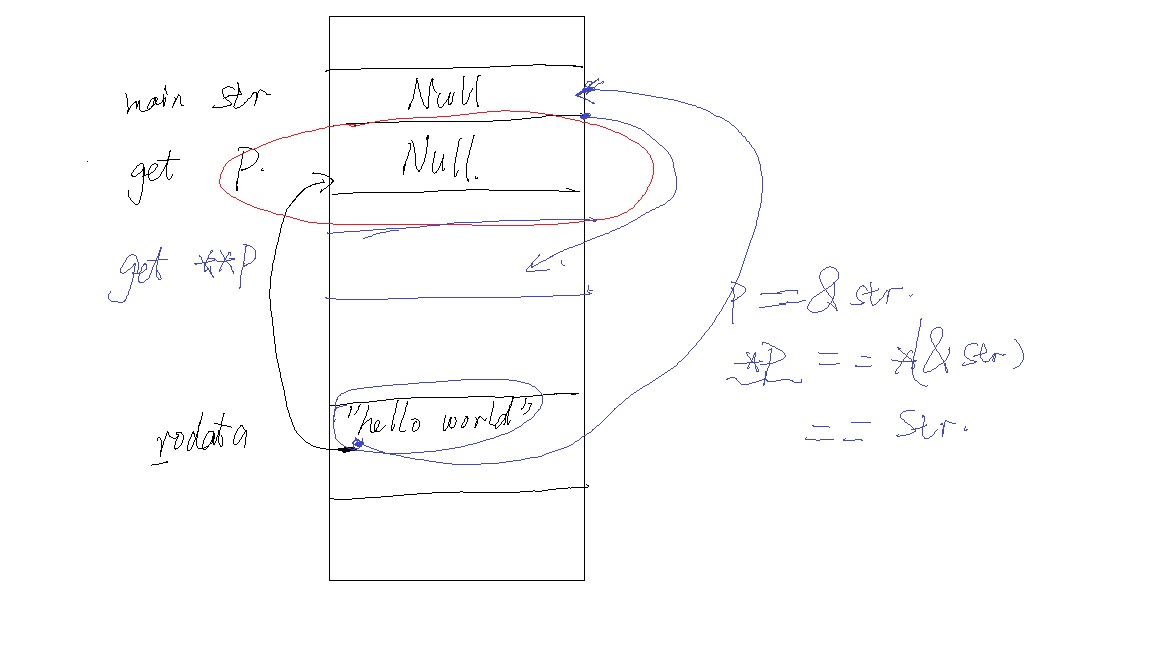 main str Null
get P. Null.
get **P
P = &str.
*P == *(&str)
"hello world"
rodata
== Str.